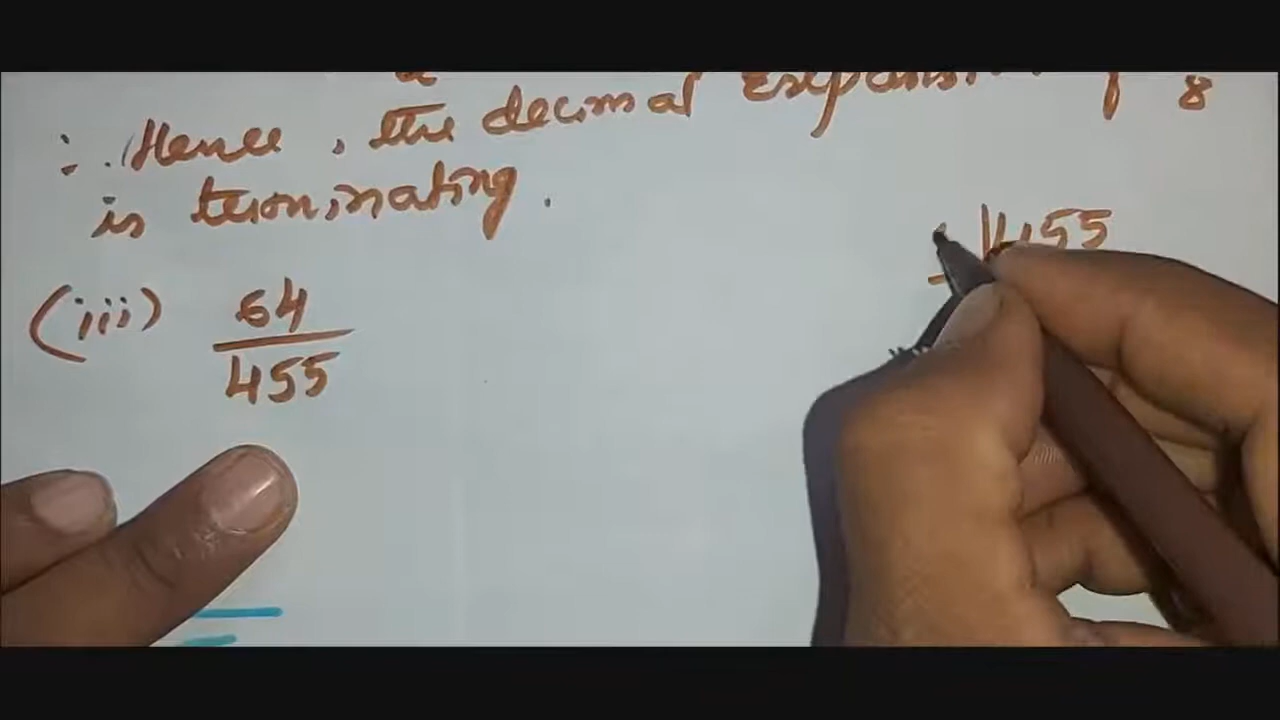 ∴ Hence, the decimal expansion of 8
is terminating.
(iii) 64
455
455